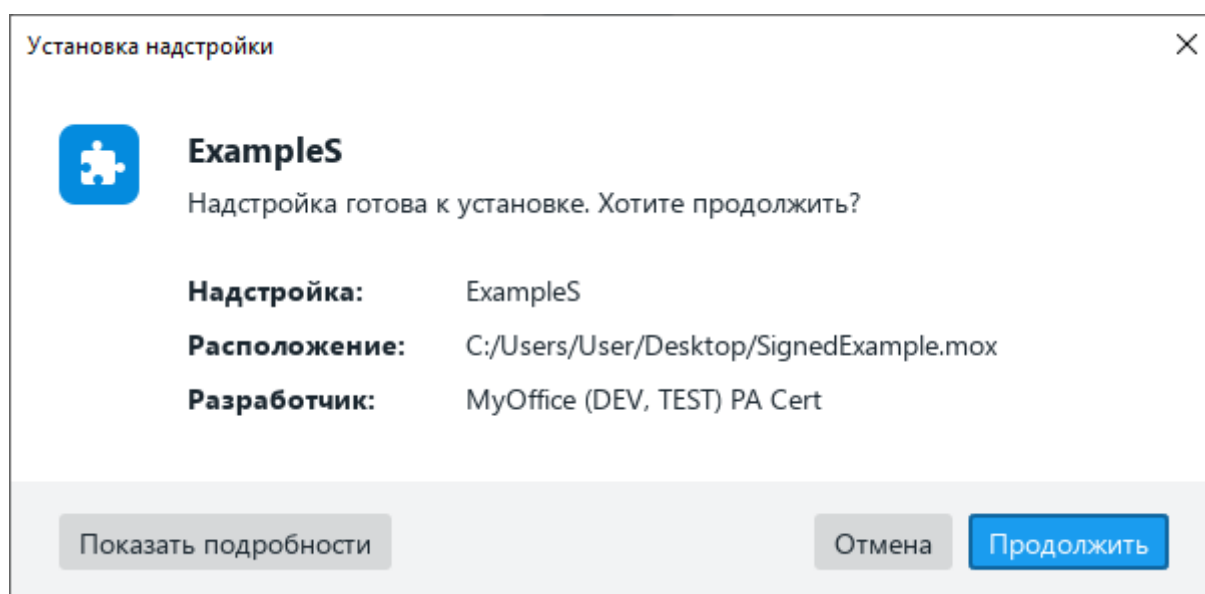 Установка надстройки
ExampleS
Надстройка готова к установке. Хотите продолжить?
Надстройка: ExampleS
Расположение: C:/Users/User/Desktop/SignedExample.mox
Разработчик: MyOffice (DEV, TEST) PA Cert
Показать подробности Отмена Продолжить